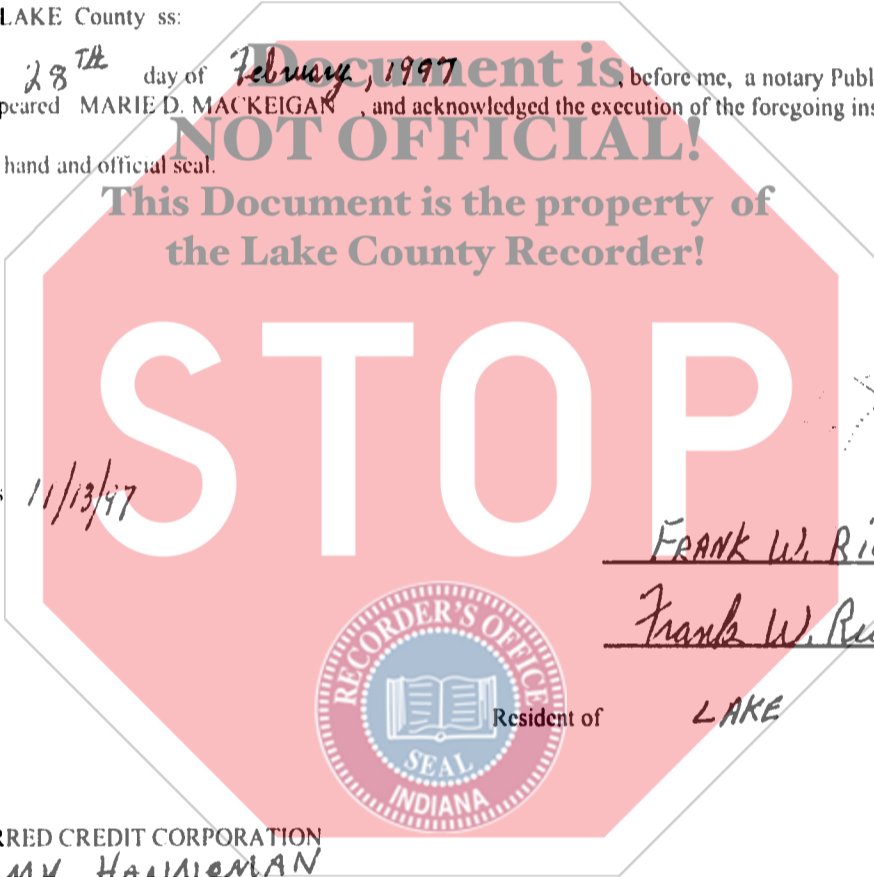 LAKE County ss:
28TH day of February, 1997, before me, a notary Publ
peared MARIE D. MACKEIGAN, and acknowledged the execution of the foregoing ins
hand and official seal.
Document is
NOT OFFICIAL!
This Document is the property of
the Lake County Recorder!
STOP
11/13/97
FRANK W. Ri
Frank W.
RECORDER'S OFFICE
SEAL
INDIANA
Resident of LAKE
RRED CREDIT CORPORATION
HANNEMAN